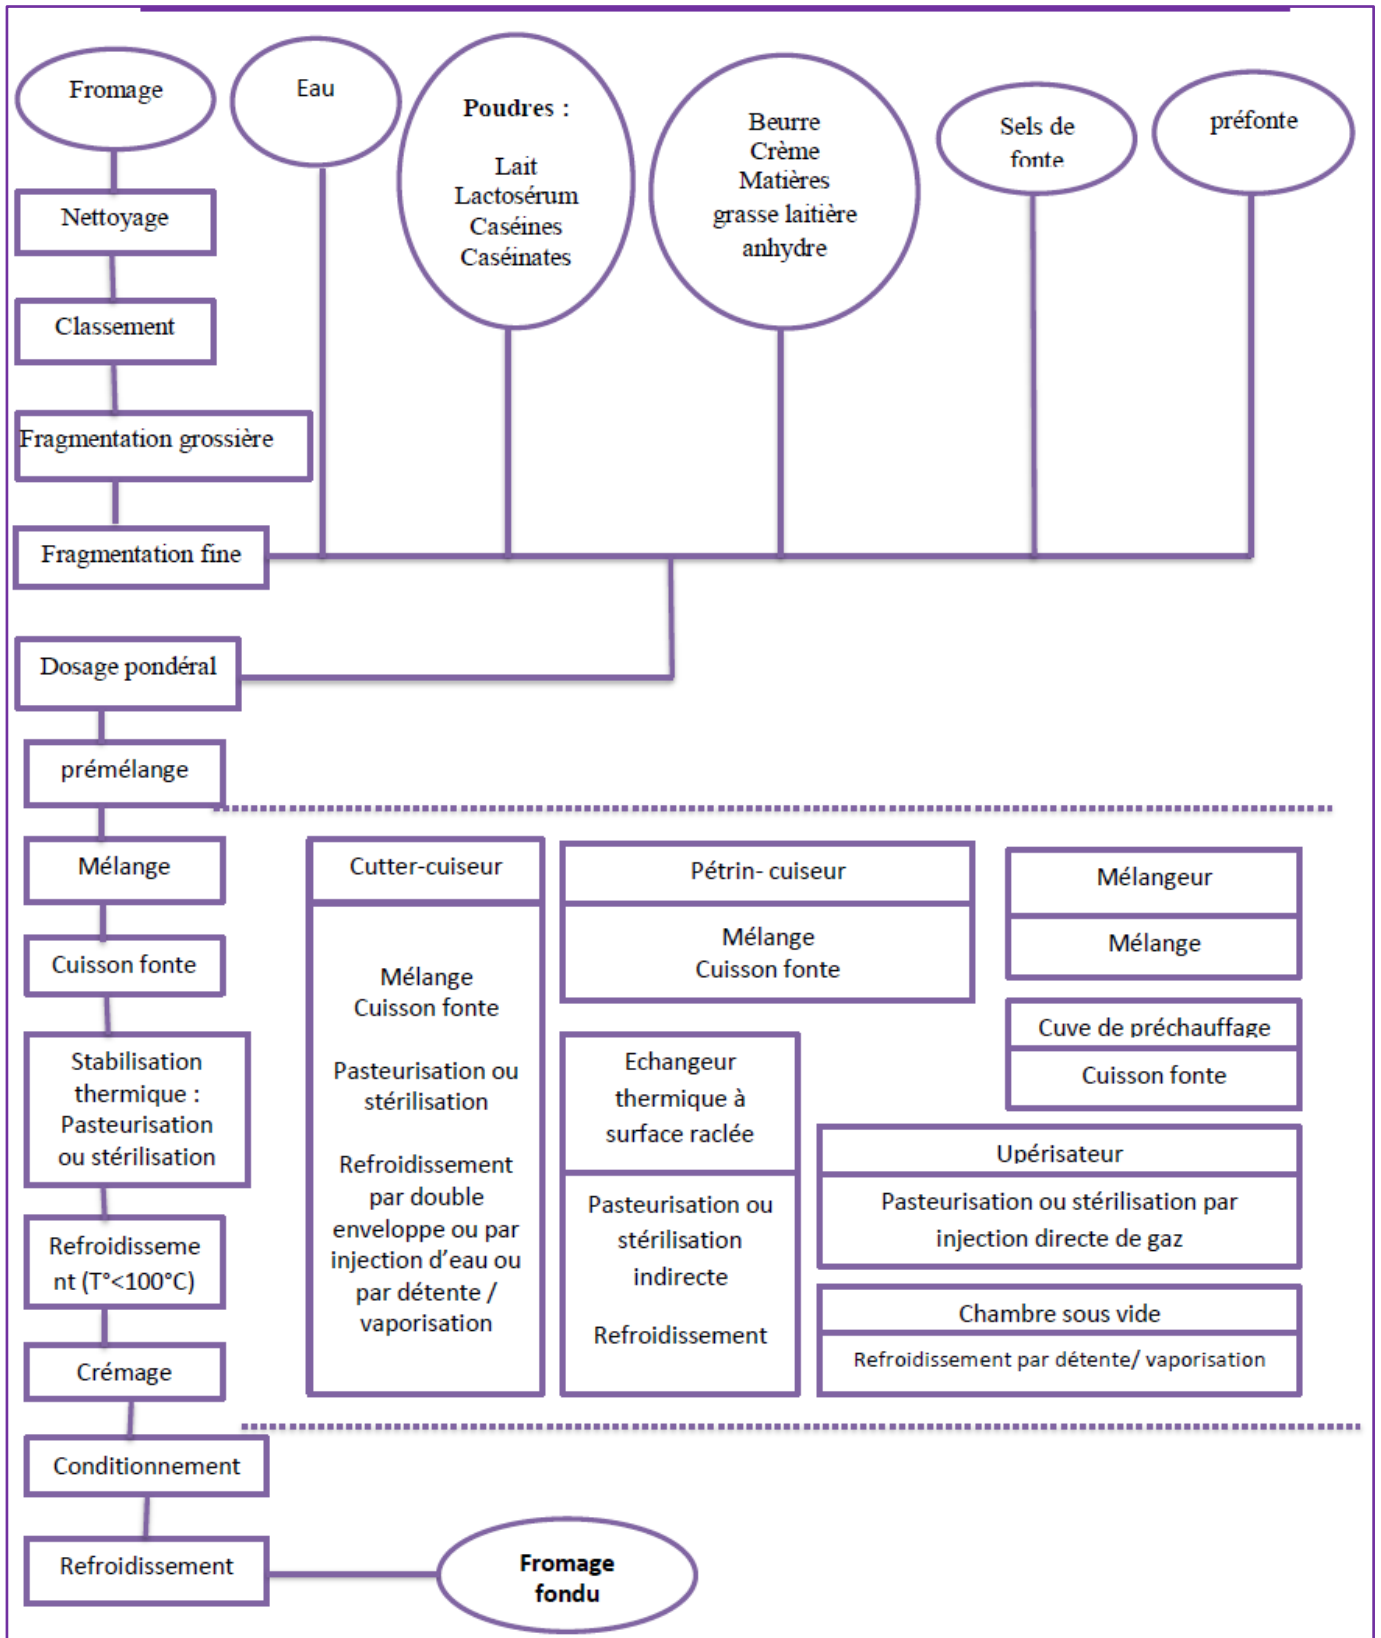 Fromage
Eau
Poudres :
Lait
Lactosérum
Caséines
Caséinates
Beurre
Crème
Matières
grasse laitière
anhydre
Sels de
fonte
préfonte
Nettoyage
Classement
Fragmentation grossière
Fragmentation fine
Dosage pondéral
prémélange
Mélange
Cuisson fonte
Stabilisation
thermique :
Pasteurisation
ou stérilisation
Refroidisseme
nt (T°<100°C)
Crémage
Cutter-cuiseur
Mélange
Cuisson fonte
Pasteurisation ou
stérilisation
Refroidissement
par double
enveloppe ou par
injection d'eau ou
par détente /
vaporisation
Pétrin- cuiseur
Mélange
Cuisson fonte
Echangeur
thermique à
surface raclée
Pasteurisation ou
stérilisation
indirecte
Refroidissement
Mélangeur
Mélange
Cuve de préchauffage
Cuisson fonte
Upérisateur
Pasteurisation ou stérilisation par
injection directe de gaz
Chambre sous vide
Refroidissement par détente/ vaporisation
Conditionnement
Refroidissement
Fromage
fondu